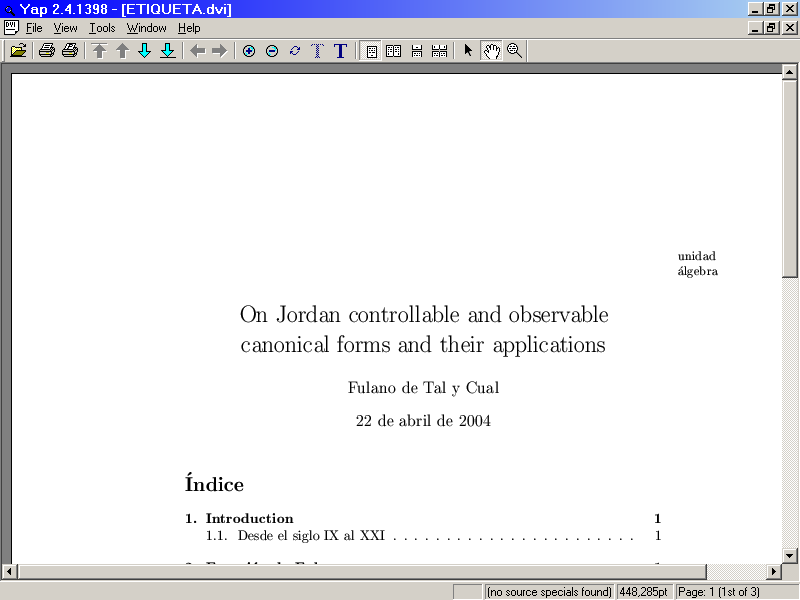 Yap 2.4.1398 - [ETIQUETA.dvi]
File View Tools Window Help
unidad
álgebra
On Jordan controllable and observable
canonical forms and their applications
Fulano de Tal y Cual
22 de abril de 2004
Índice
1. Introduction 1
1.1. Desde el siglo IX al XXI . . . . . . . . . . . . . . . . . . 1
(no source specials found) 448,285pt Page: 1 (1st of 3)